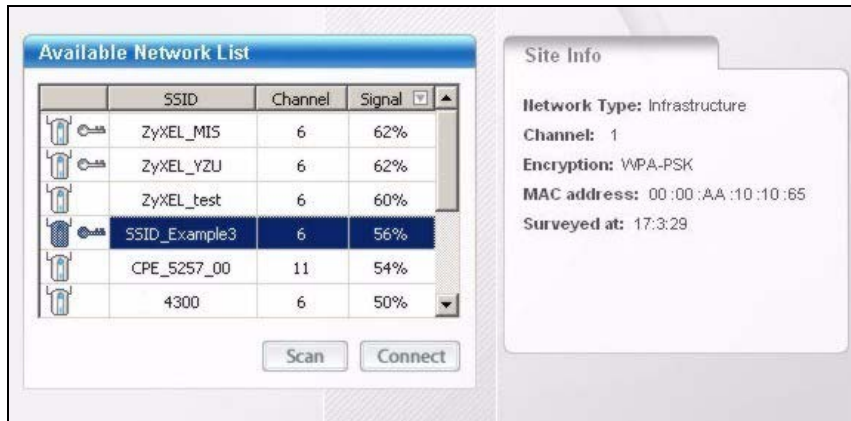 Available Network List
SSID Channel Signal
ZyXEL_MIS 6 62%
ZyXEL_YZU 6 62%
ZyXEL_test 6 60%
SSID_Example3 6 56%
CPE_5257_00 11 54%
4300 6 50%
Scan Connect
Site Info
Network Type: Infrastructure
Channel: 1
Encryption: WPA-PSK
MAC address: 00:00:AA:10:10:65
Surveyed at: 17:3:29